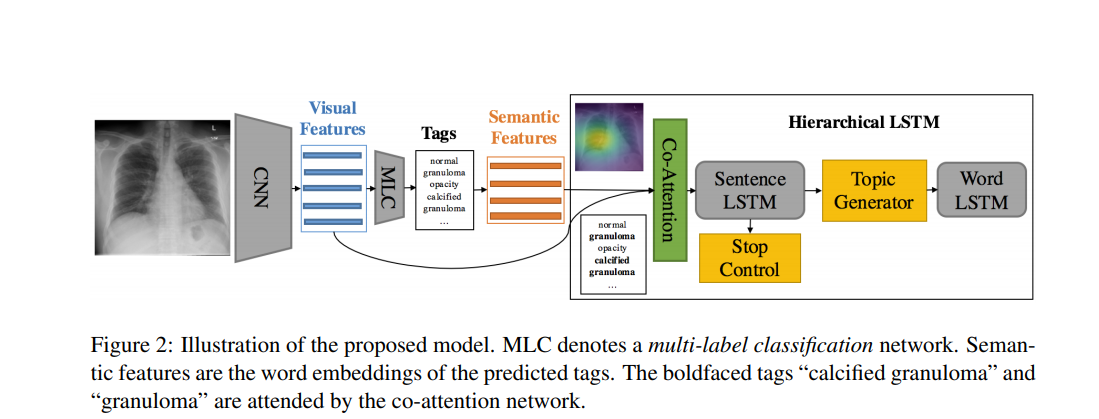 Visual
Features
Tags
Semantic
Features
Hierarchical LSTM
L
CNN
MLC
normal
granuloma
opacity
calcified
granuloma
...
Co-Attention
Sentence
LSTM
Topic
Generator
Word
LSTM
Stop
Control
normal
granuloma
opacity
calcified
granuloma
...
Figure 2: Illustration of the proposed model. MLC denotes a multi-label classification network. Seman-
tic features are the word embeddings of the predicted tags. The boldfaced tags “calcified granuloma” and
“granuloma” are attended by the co-attention network.